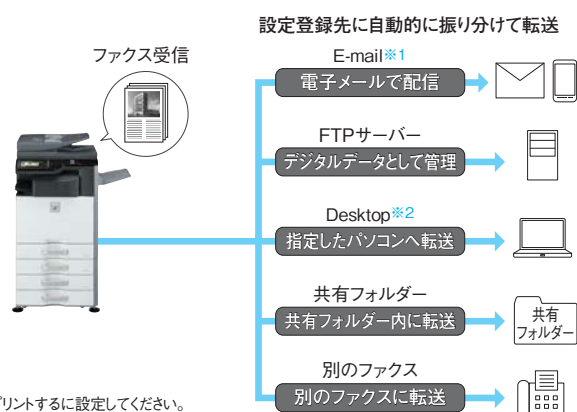 設定登録先に自動的に振り分けて転送
ファクス受信
E-mail※1
電子メールで配信
FTPサーバー
デジタルデータとして管理
Desktop※2
指定したパソコンへ転送
共有フォルダー
共有フォルダー内に転送
共有
フォルダー
別のファクス
別のファクスに転送
プリントするに設定してください。